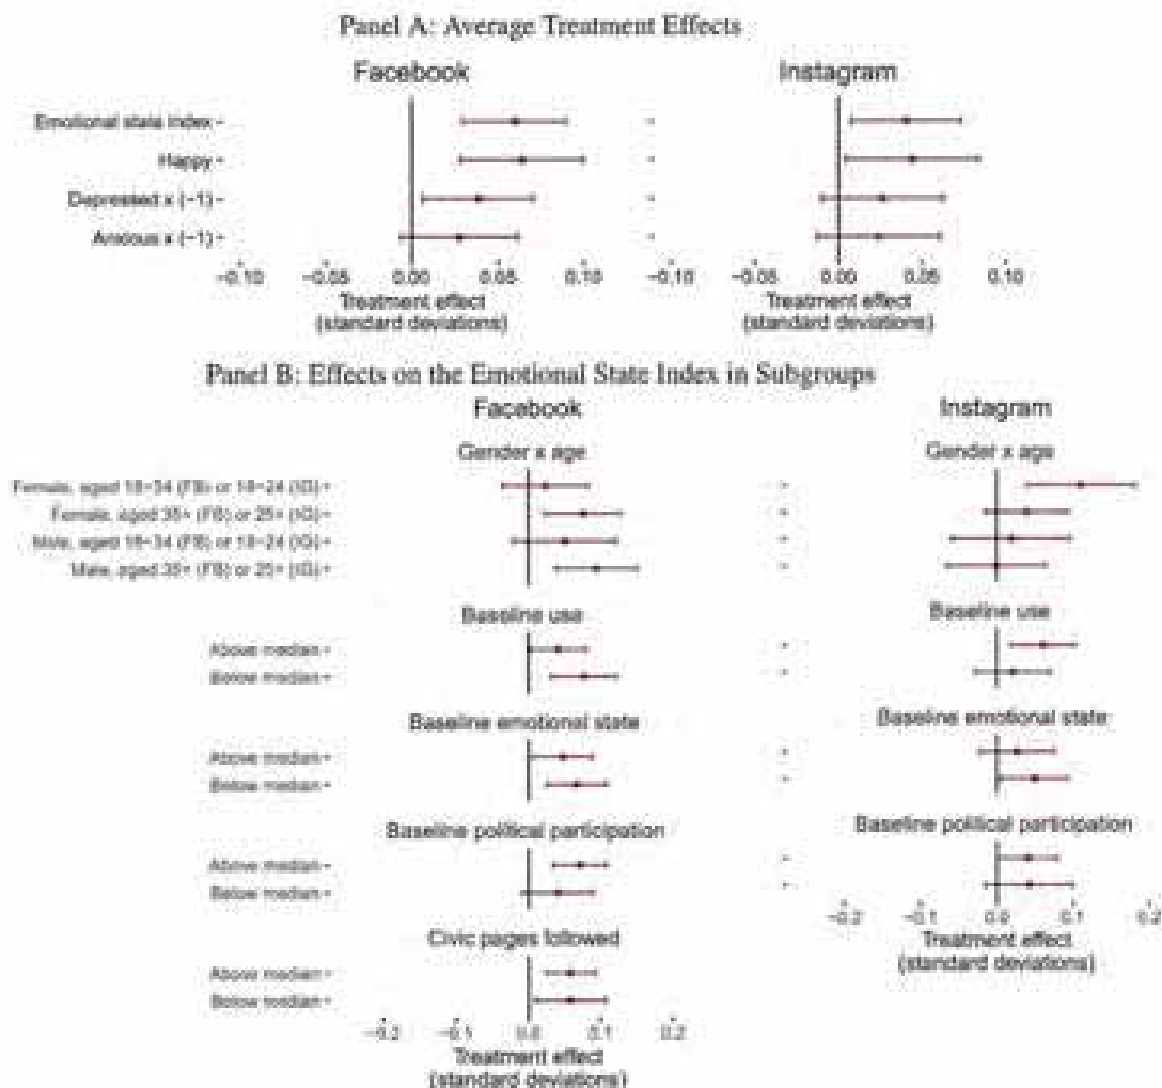 Panel A: Average Treatment Effects
Facebook
Instagram
Emotional state index
Happy
Depressed x (−1)
Anxious x (−1)
−0.10 −0.05 0.00 0.05 0.10
−0.10 −0.05 0.00 0.05 0.10
Treatment effect
(standard deviations)
Treatment effect
(standard deviations)
Panel B: Effects on the Emotional State Index in Subgroups
Facebook
Instagram
Gender x age
Gender x age
Female, aged 18−34 (FB) or 18−24 (IG)
Female, aged 35+ (FB) or 25+ (IG)
Male, aged 18−34 (FB) or 18−24 (IG)
Male, aged 35+ (FB) or 25+ (IG)
Baseline use
Baseline use
Above median
Below median
Baseline emotional state
Baseline emotional state
Above median
Below median
Baseline political participation
Baseline political participation
Above median
Below median
−0.2 −0.1 0.0 0.1 0.2
Treatment effect
(standard deviations)
Civic pages followed
Above median
Below median
−0.2 −0.1 0.0 0.1 0.2
Treatment effect
(standard deviations)